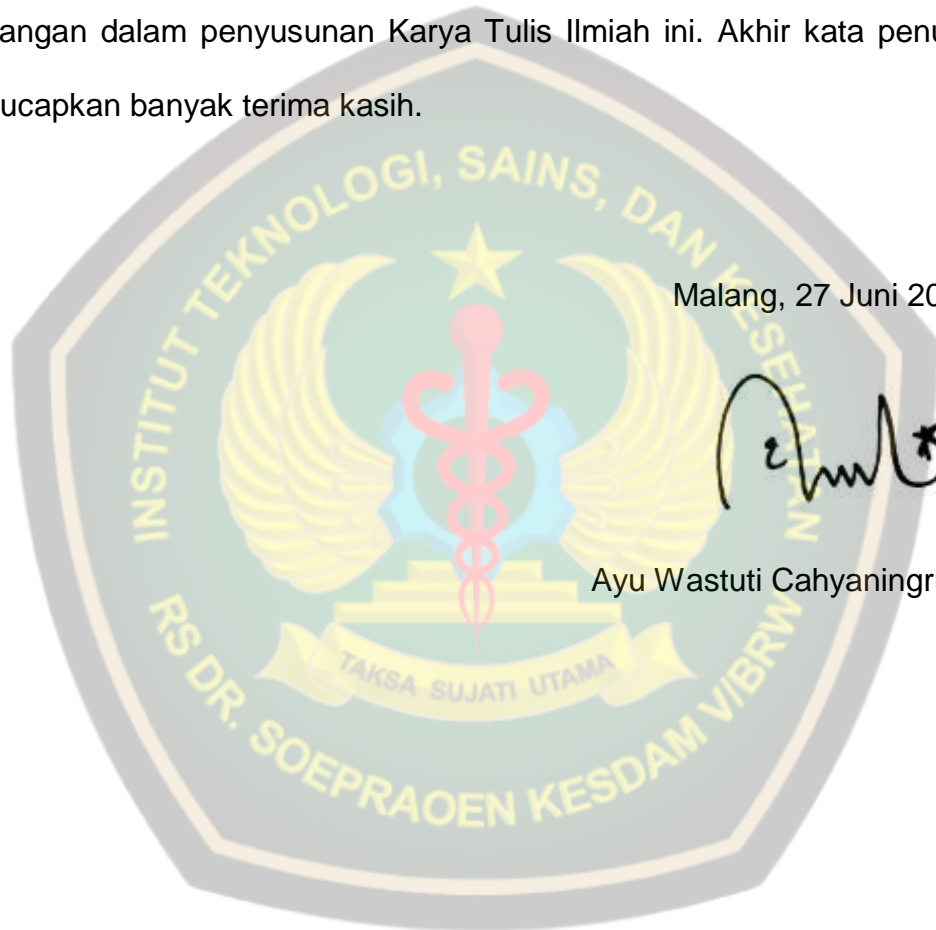 angan dalam penyusunan Karya Tulis Ilmiah ini. Akhir kata penu
ucapkan banyak terima kasih.
INSTITUT TEKNOLOGI, SAINS, DAN KESEHATAN
Malang, 27 Juni 20
Ayu Wastuti Cahyaningr
TAKSA SUJATI UTAMA
RS DR. SOEPRAOEN KESDAM V/BRW